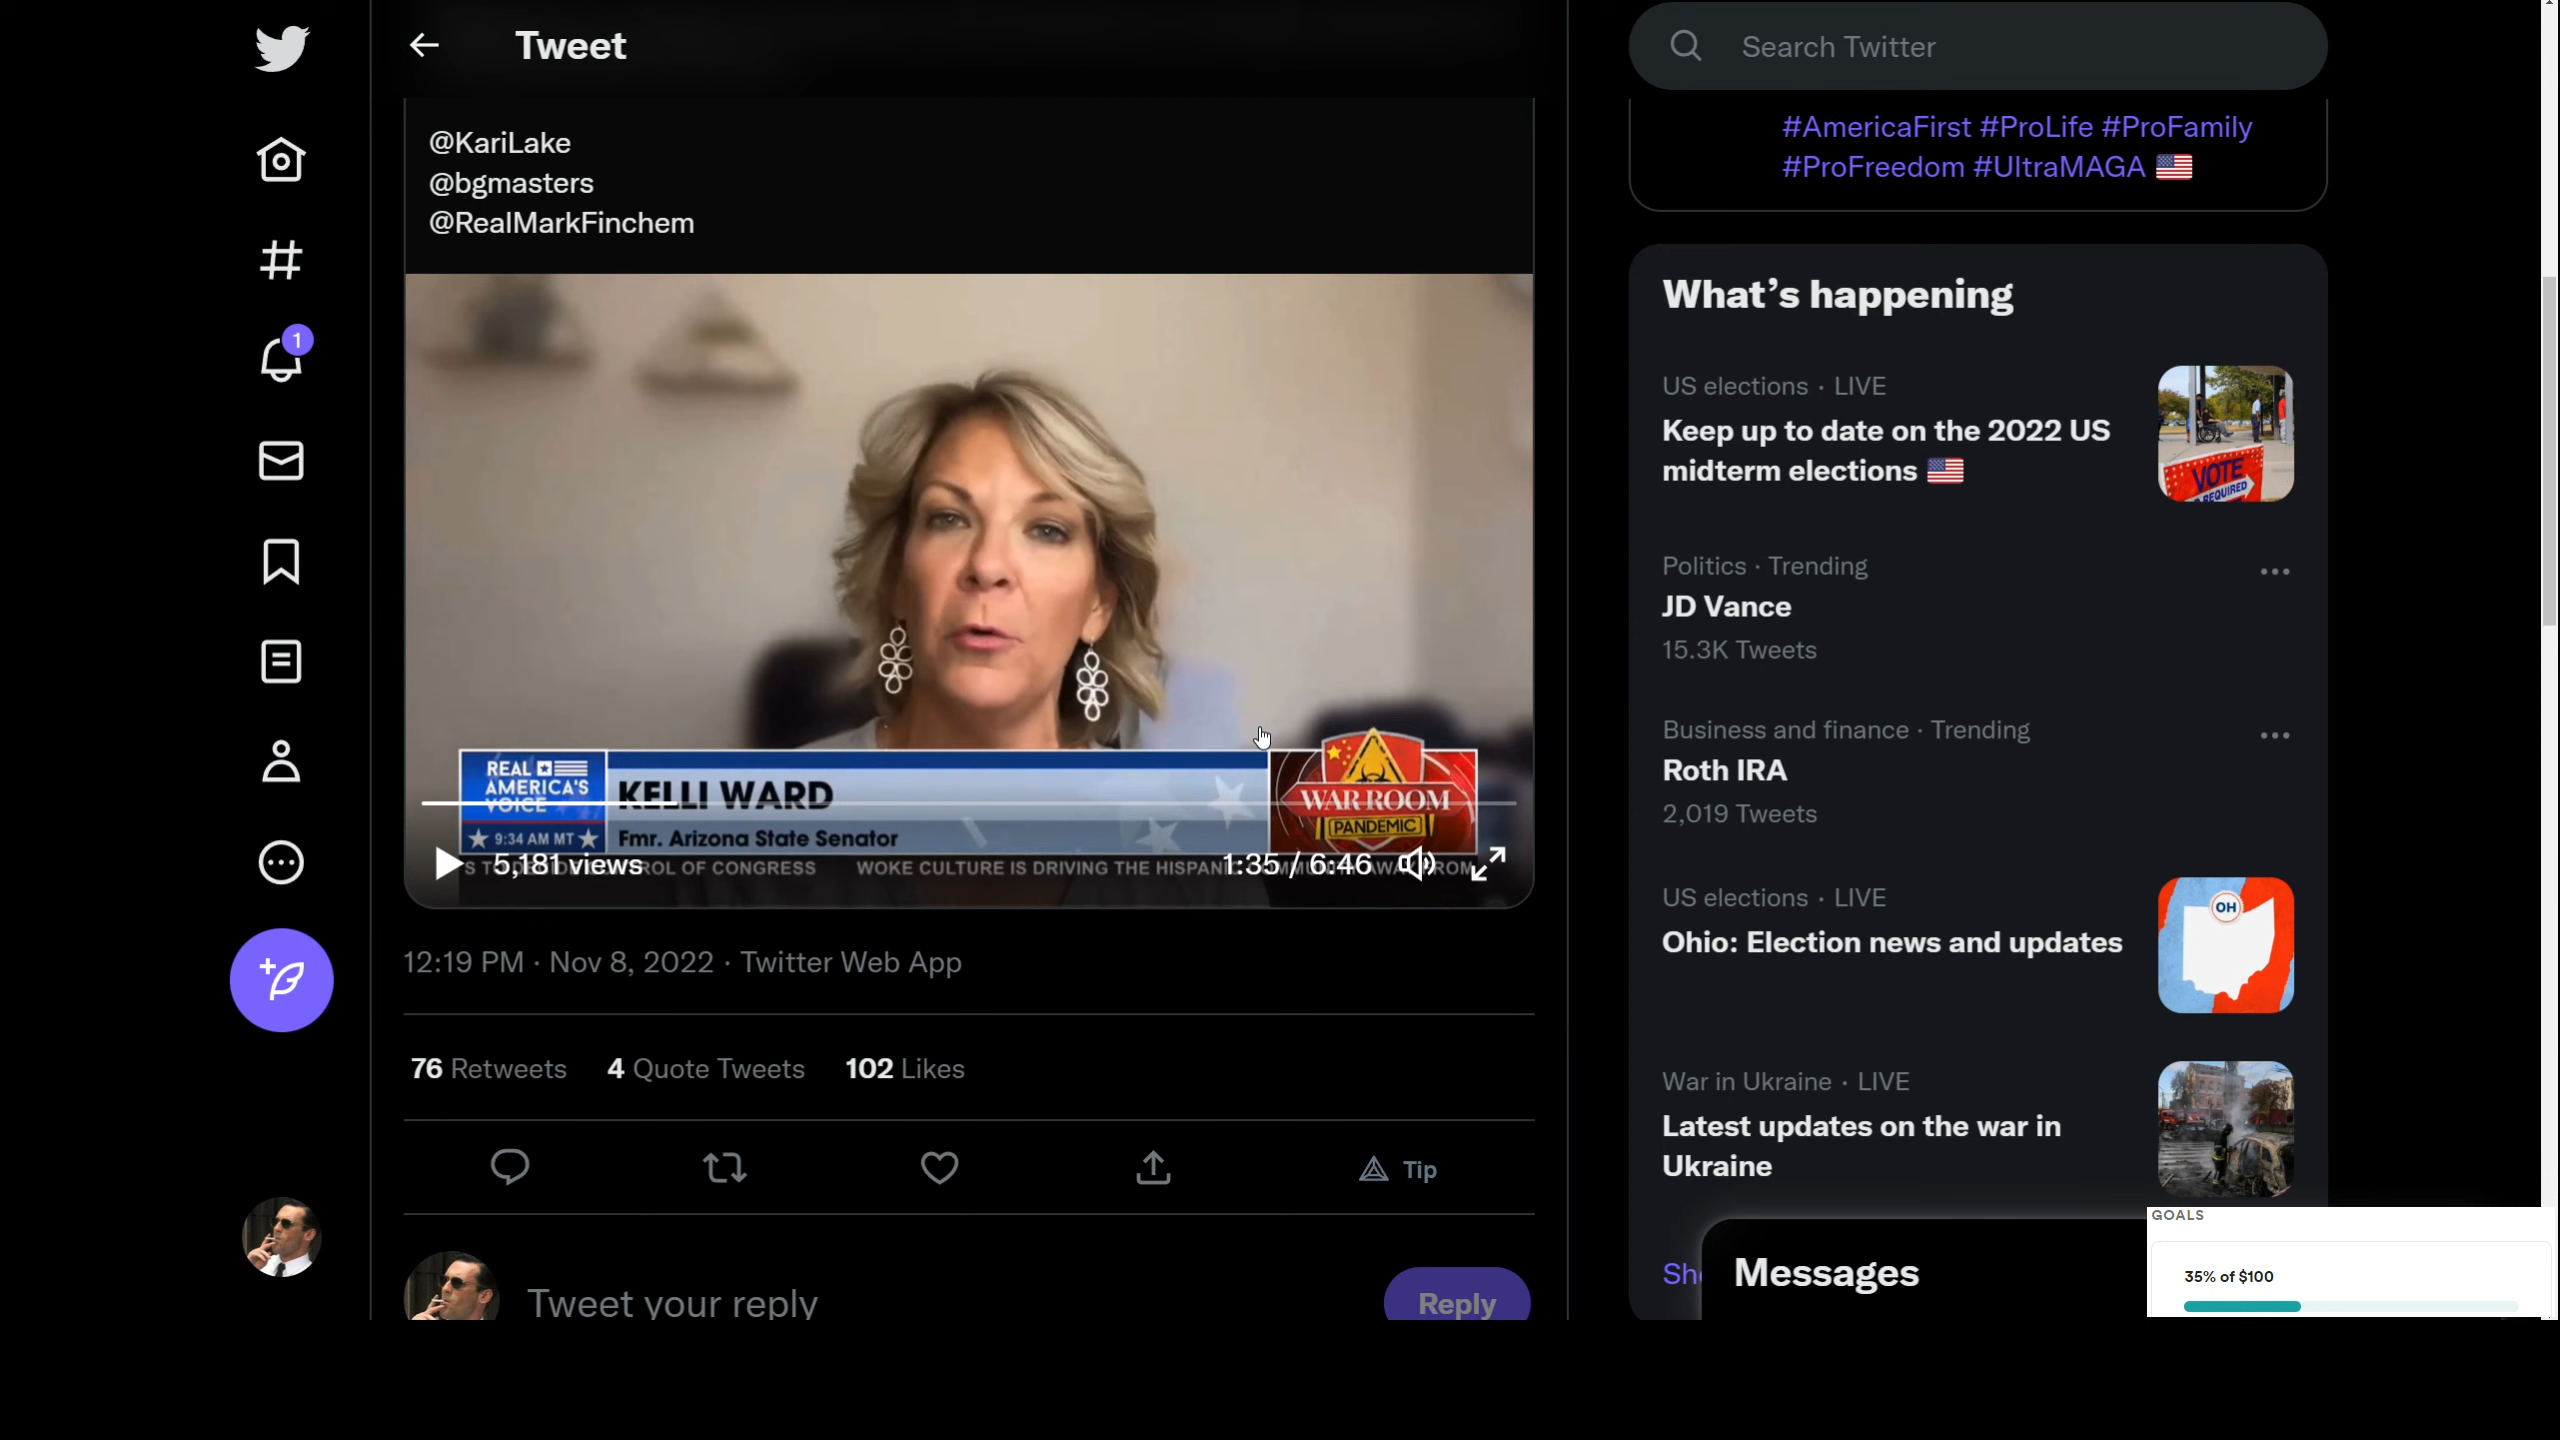 Tweet
@KariLake
@bgmasters
@RealMarkFinchem
REAL
AMERICA'S
VOICE
9:34 AM MT
KELLI WARD
Fmr. Arizona State Senator
WAR ROOM
PANDEMIC
OF CONGRESS WOKE CULTURE IS DRIVING THE
5,181 views
1:35 / 6:46
12:19 PM · Nov 8, 2022 · Twitter Web App
76 Retweets 4 Quote Tweets 102 Likes
Tip
Tweet your reply
Reply
1
Search Twitter
#AmericaFirst #ProLife #ProFamily
#ProFreedom #UltraMAGA 🇺🇸
What's happening
US elections · LIVE
Keep up to date on the 2022 US
midterm elections 🇺🇸
VOTE
REQUIRED
Politics · Trending
JD Vance
15.3K Tweets
Business and finance · Trending
Roth IRA
2,019 Tweets
US elections · LIVE
Ohio: Election news and updates
OH
War in Ukraine · LIVE
Latest updates on the war in
Ukraine
Messages
GOALS
35% of $100